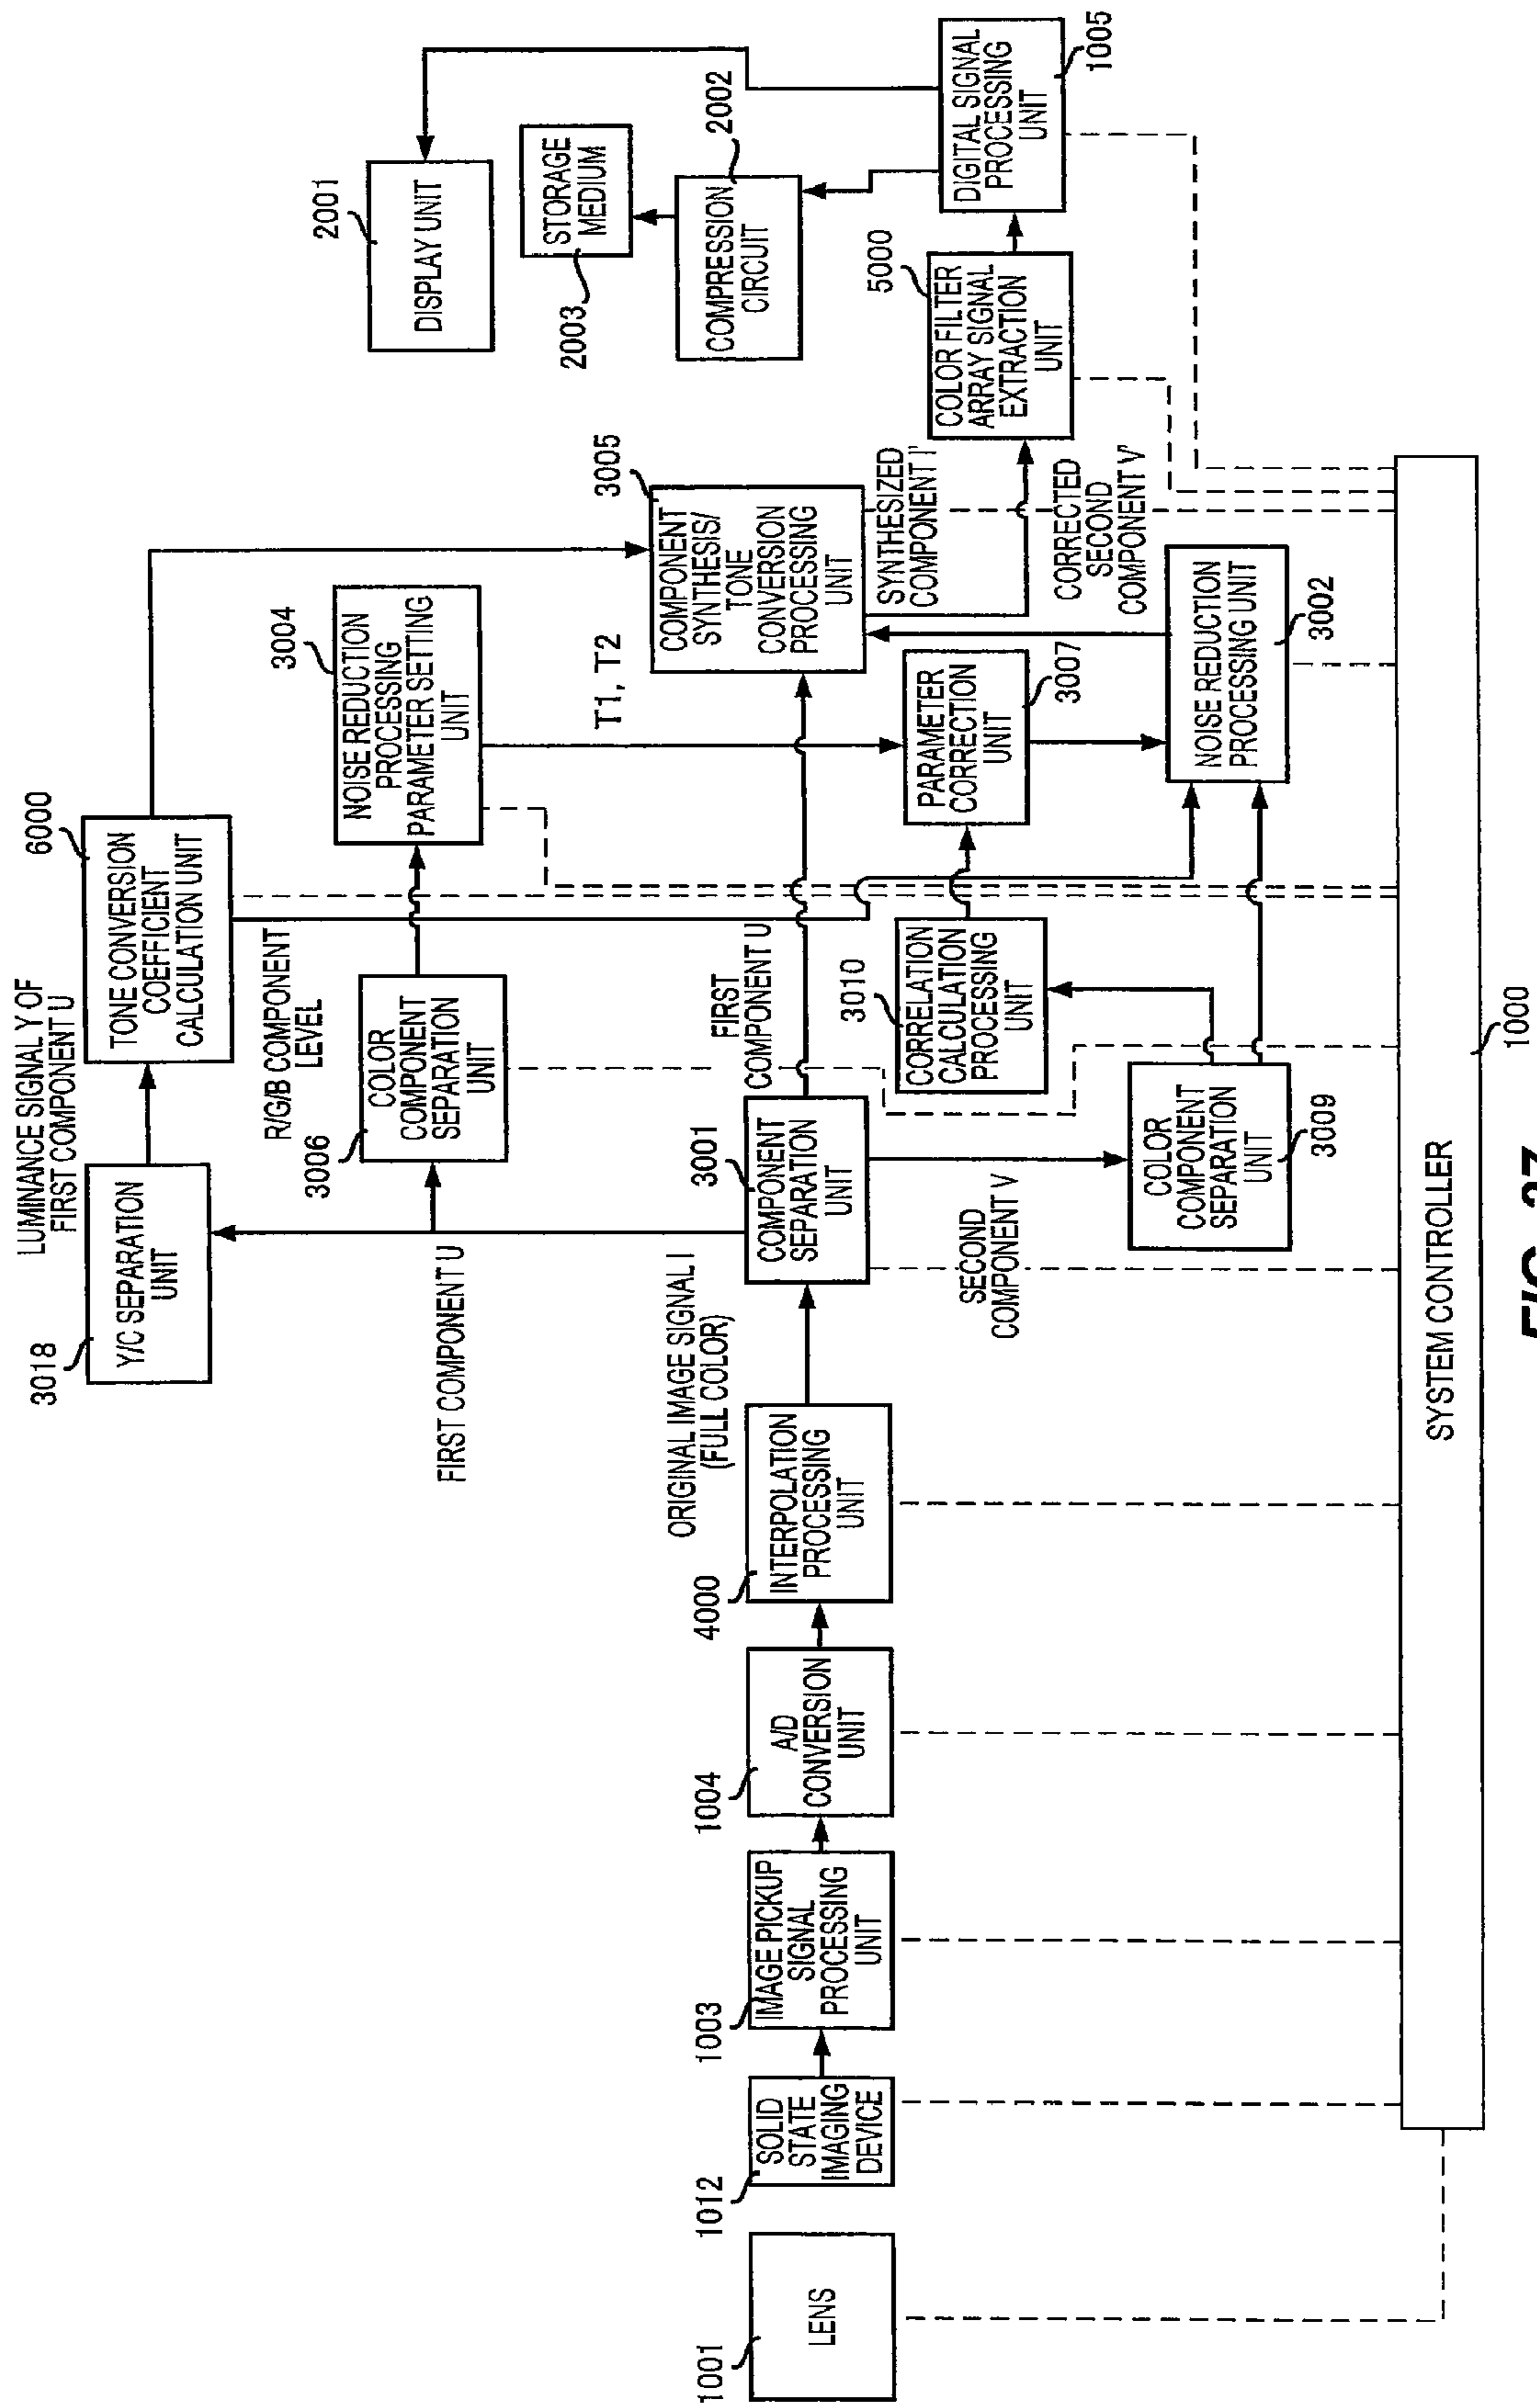 LUMINANCE SIGNAL Y OF
FIRST COMPONENT U
3018
Y/C SEPARATION
UNIT
6000
TONE CONVERSION
COEFFICIENT
CALCULATION UNIT
2001
DISPLAY UNIT
R/G/B COMPONENT
LEVEL
3006
COLOR
COMPONENT
SEPARATION
UNIT
3004
NOISE REDUCTION
PROCESSING
PARAMETER SETTING
UNIT
T1, T2
2003
STORAGE
MEDIUM
2002
COMPRESSION
CIRCUIT
FIRST COMPONENT U
ORIGINAL IMAGE SIGNAL I
(FULL COLOR)
1001
LENS
1012
SOLID
STATE
IMAGING
DEVICE
1003
IMAGE PICKUP
SIGNAL
PROCESSING
UNIT
1004
A/D
CONVERSION
UNIT
4000
INTERPOLATION
PROCESSING
UNIT
3001
COMPONENT
SEPARATION
UNIT
FIRST
COMPONENT U
3005
COMPONENT
SYNTHESIS/
TONE
CONVERSION
PROCESSING
UNIT
SYNTHESIZED
COMPONENT I'
5000
COLOR FILTER
ARRAY SIGNAL
EXTRACTION
UNIT
DIGITAL SIGNAL
PROCESSING
UNIT
1005
3010
CORRELATION
CALCULATION
PROCESSING
UNIT
PARAMETER
CORRECTION
UNIT
3007
SECOND
COMPONENT V
CORRECTED
SECOND
COMPONENT V'
COLOR
COMPONENT
SEPARATION
UNIT
3009
NOISE REDUCTION
PROCESSING UNIT
3002
SYSTEM CONTROLLER
1000